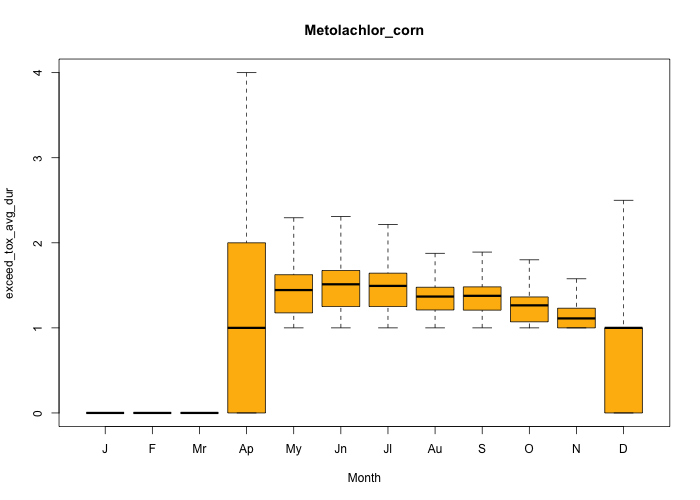 Metolachlor_corn
exceed_tox_avg_dur
4
3
2
1
0
J F Mr Ap My Jn Jl Au S O N D
Month